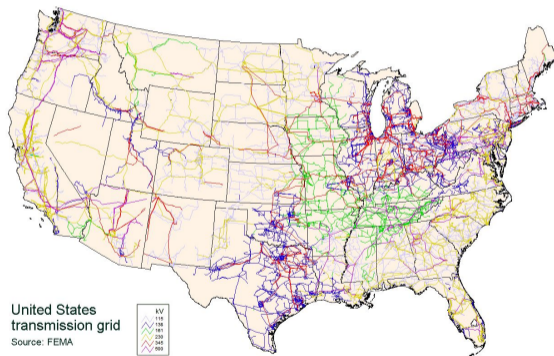 United States
transmission grid
Source: FEMA
kV
115
138
161
230
345
500